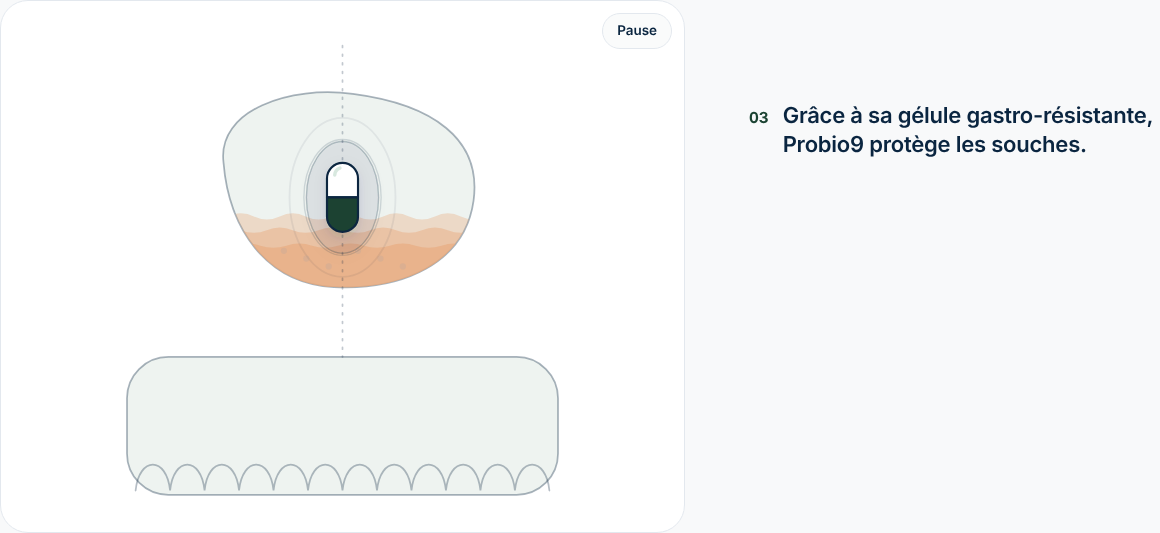 Pause
03 Grâce à sa gélule gastro-résistante,
Probio9 protège les souches.